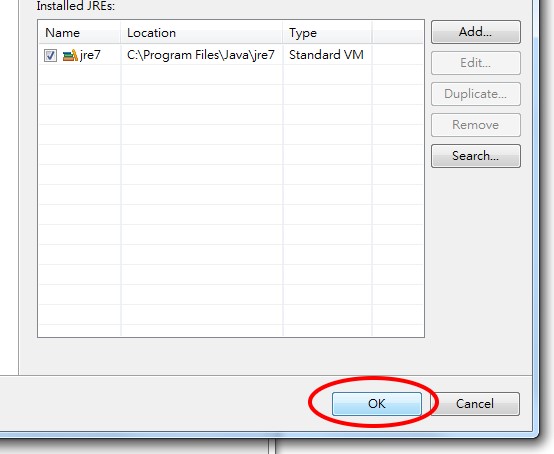 Installed JREs:
Name Location Type
jre7 C:\Program Files\Java\jre7 Standard VM
Add...
Edit...
Duplicate...
Remove
Search...
OK Cancel